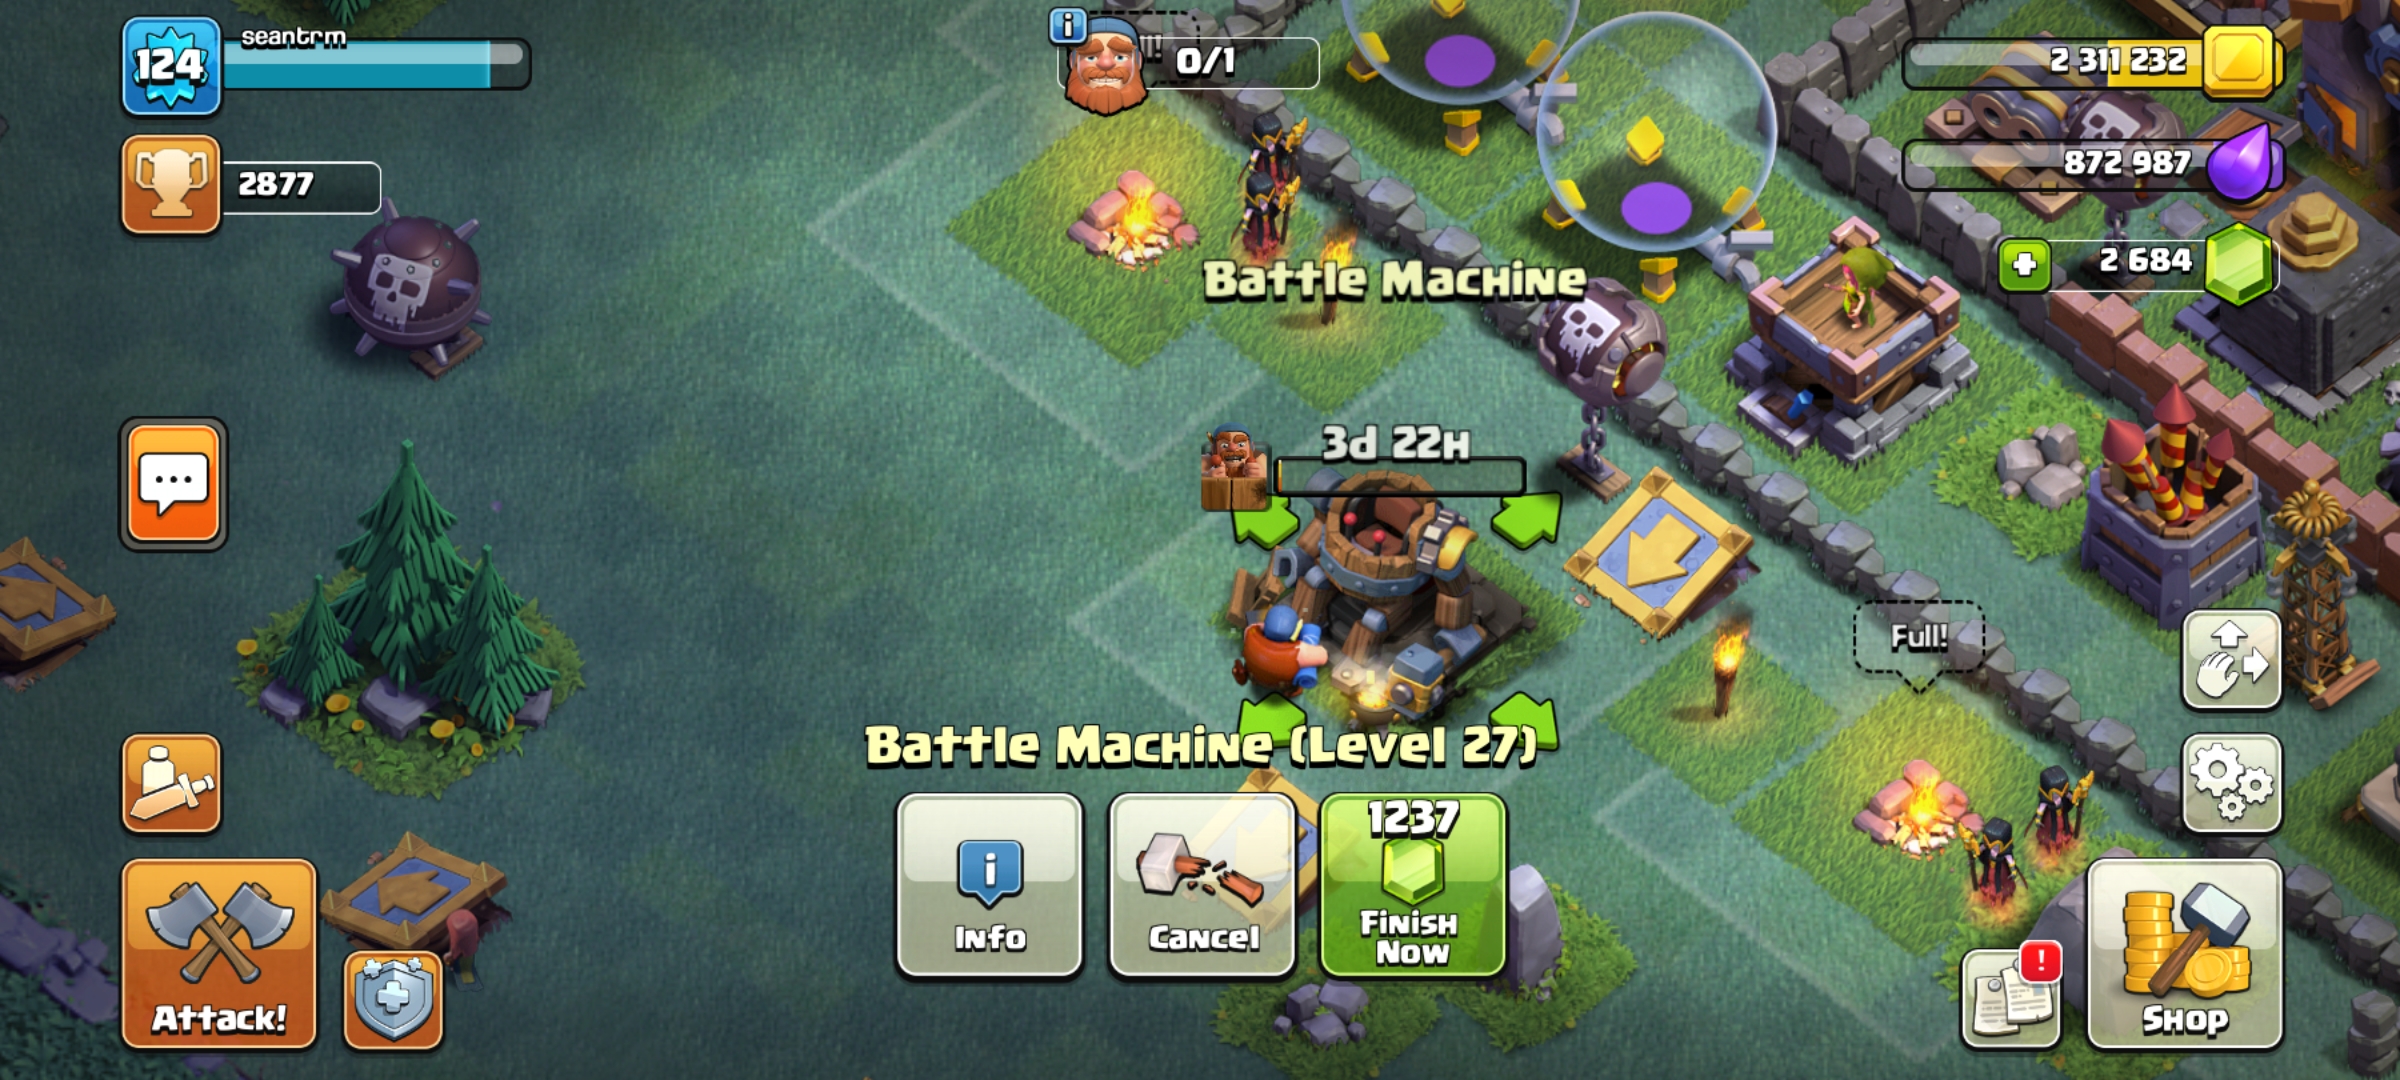 seantrm
124
0/1
2 311 232
2877
872 987
2 684
Battle Machine
3d 22H
Full!
Battle Machine (Level 27)
1237
Info
Cancel
Finish
Now
Attack!
!
Shop